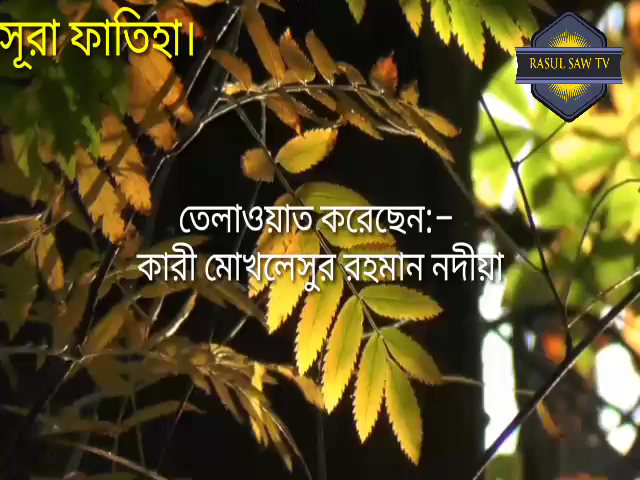 সূরা ফাতিহা।
RASUL SAW TV
তেলাওয়াত করেছেন:–
কারী মোখলেসুর রহমান নদীয়া